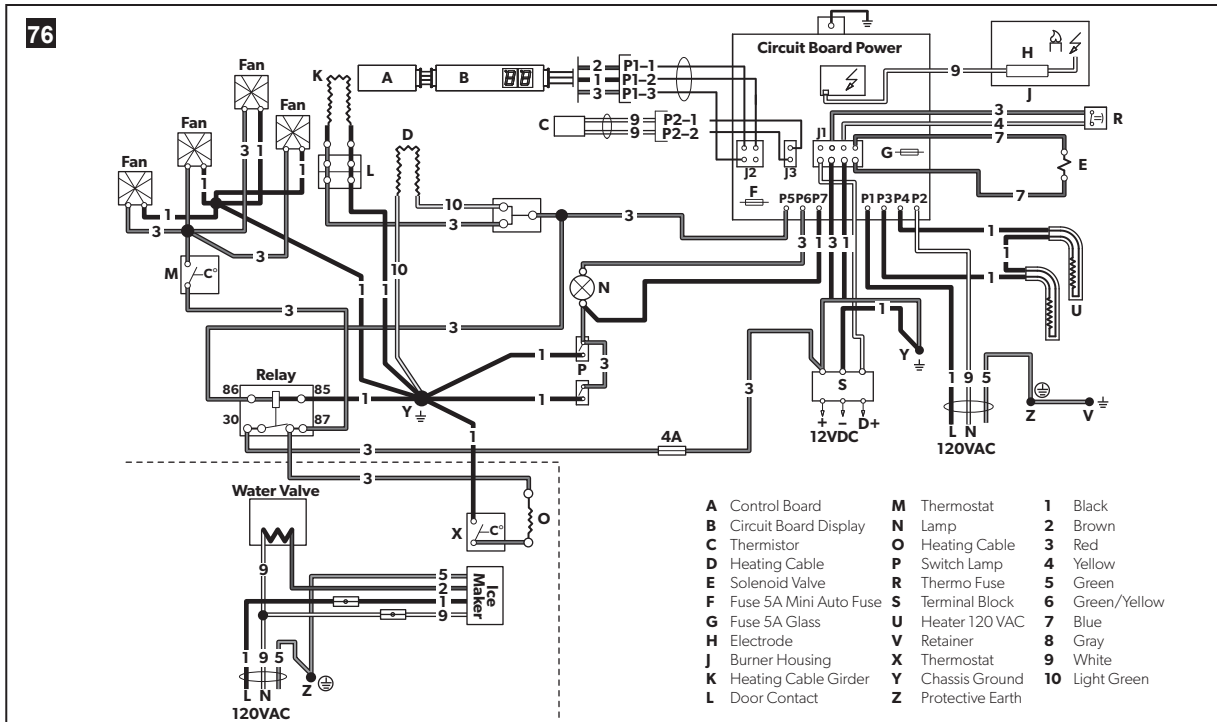 76
Circuit Board Power
Fan
Fan
Fan
Fan
K
A
B
2
1
3
P1–1
P1–2
P1–3
C
9
9
P2–1
P2–2
9
H
J
3
4
7
R
J1
G
J2
J3
F
E
7
P5
P6
P7
P1
P3
P4
P2
D
L
10
3
3
3
1
3
1
1
1
1
3
3
M
C°
10
3
3
1
3
1
1
1
1
U
N
1
3
1
1
3
P
3
1
Y
S
+
–
D+
12VDC
1
9
5
L
N
120VAC
Z
V
Relay
86
85
30
87
1
Y
1
1
3
4A
3
3
Water Valve
X
C°
O
9
5
2
1
9
Ice
Maker
1
9
5
L
N
Z
120VAC
A Control Board
B Circuit Board Display
C Thermistor
D Heating Cable
E Solenoid Valve
F Fuse 5A Mini Auto Fuse
G Fuse 5A Glass
H Electrode
J Burner Housing
K Heating Cable Girder
L Door Contact
M Thermostat
N Lamp
O Heating Cable
P Switch Lamp
R Thermo Fuse
S Terminal Block
U Heater 120 VAC
V Retainer
X Thermostat
Y Chassis Ground
Z Protective Earth
1 Black
2 Brown
3 Red
4 Yellow
5 Green
6 Green/Yellow
7 Blue
8 Gray
9 White
10 Light Green